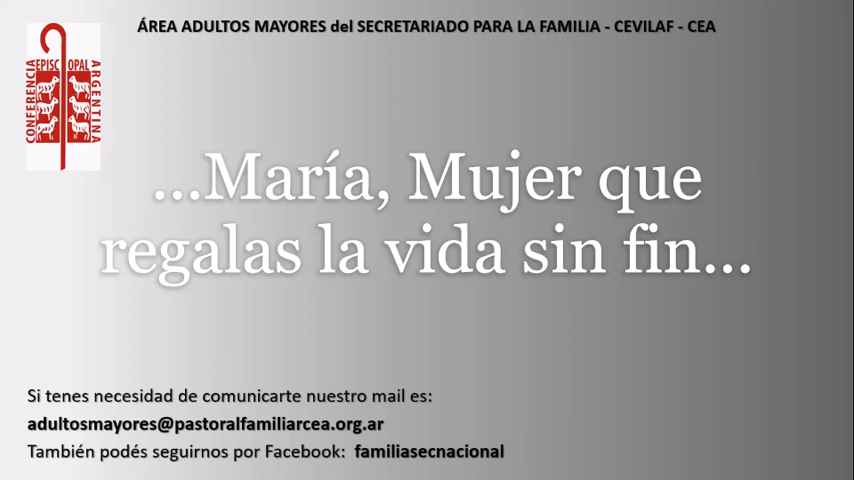 ÁREA ADULTOS MAYORES del SECRETARIADO PARA LA FAMILIA - CEVILAF - CEA
CONFERENCIA
EPISCOPAL
ARGENTINA
...María, Mujer que
regalas la vida sin fin...
Si tenes necesidad de comunicarte nuestro mail es:
adultosmayores@pastoralfamiliarcea.org.ar
También podés seguirnos por Facebook: familiasecnacional